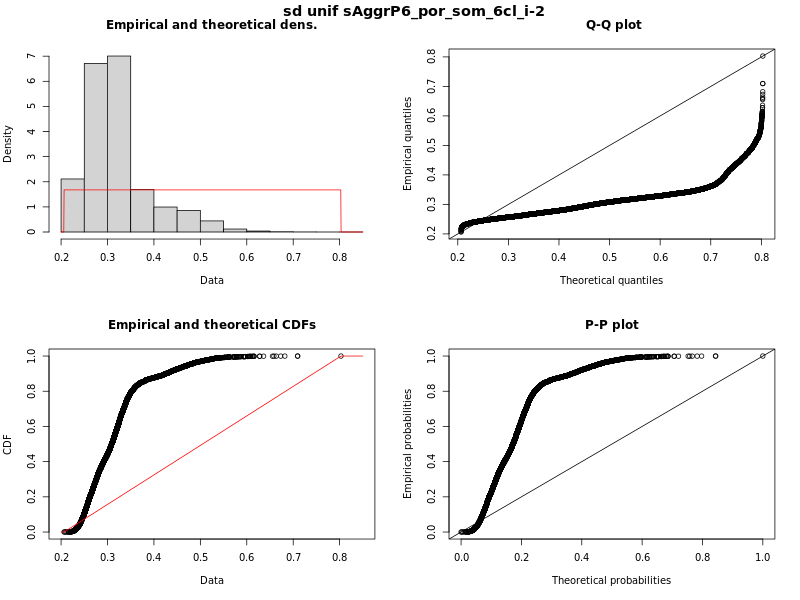 sd unif sAggrP6_por_som_6cl_i-2
Empirical and theoretical dens.
Density
0 1 2 3 4 5 6 7
0.2 0.3 0.4 0.5 0.6 0.7 0.8
Data
Q-Q plot
Empirical quantiles
0.2 0.3 0.4 0.5 0.6 0.7 0.8
0.2 0.3 0.4 0.5 0.6 0.7 0.8
Theoretical quantiles
Empirical and theoretical CDFs
CDF
0.0 0.2 0.4 0.6 0.8 1.0
0.2 0.3 0.4 0.5 0.6 0.7 0.8
Data
P-P plot
Empirical probabilities
0.0 0.2 0.4 0.6 0.8 1.0
0.0 0.2 0.4 0.6 0.8 1.0
Theoretical probabilities